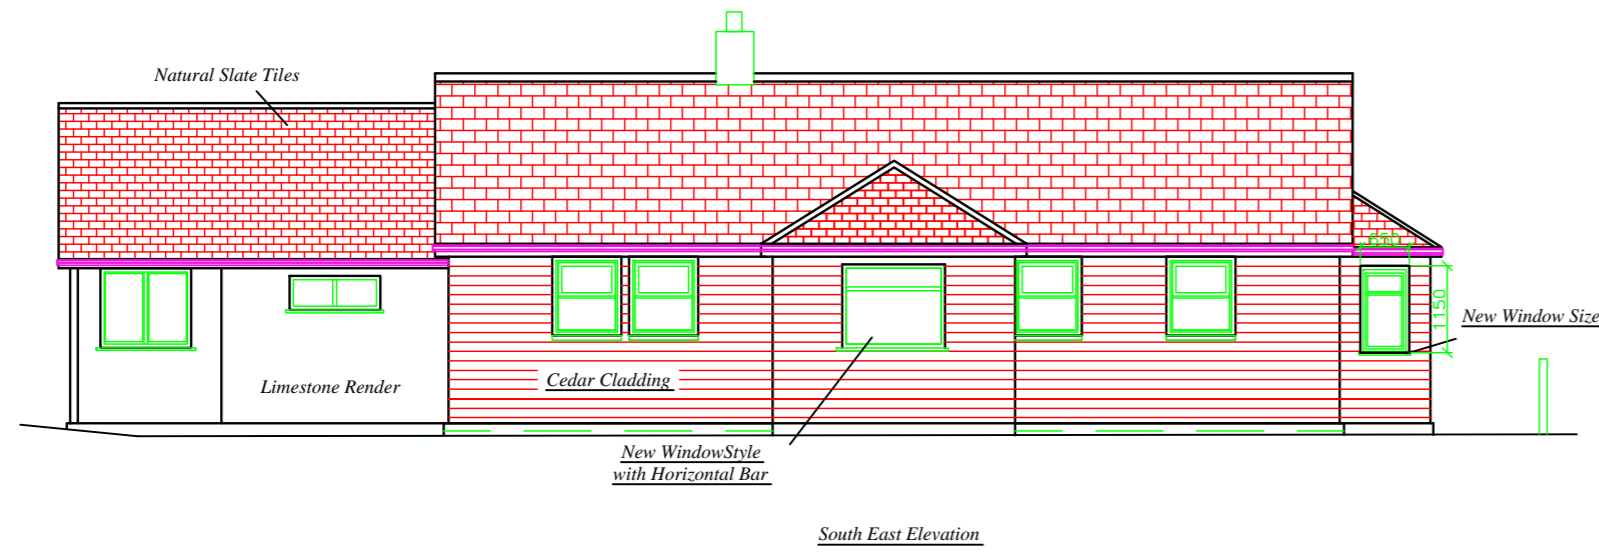 Natural Slate Tiles
650
1150
New Window Size
Limestone Render
Cedar Cladding
New WindowStyle
with Horizontal Bar
South East Elevation